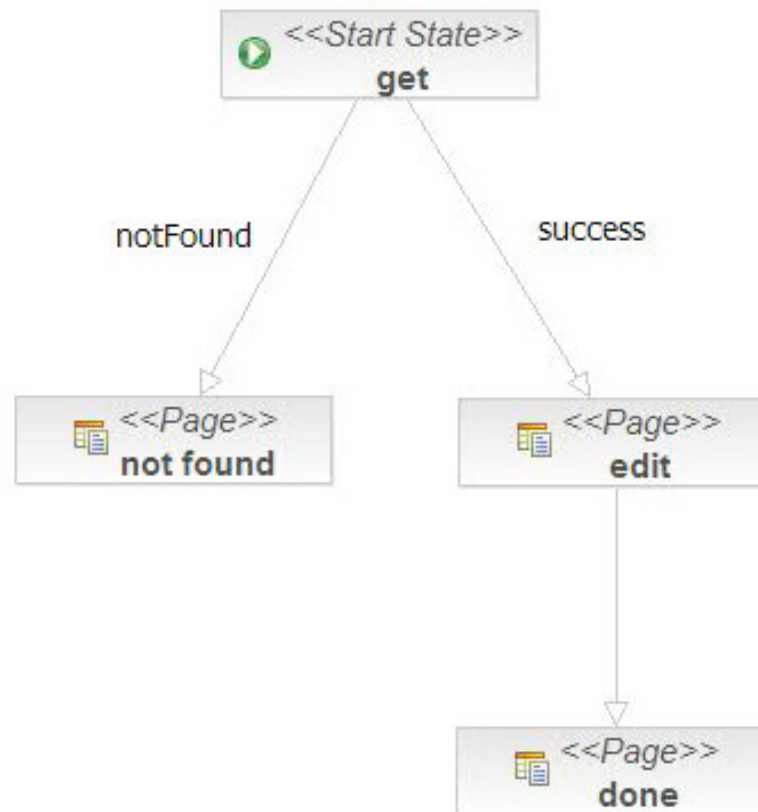 <<Start State>>
get
notFound
success
<<Page>>
not found
<<Page>>
edit
<<Page>>
done